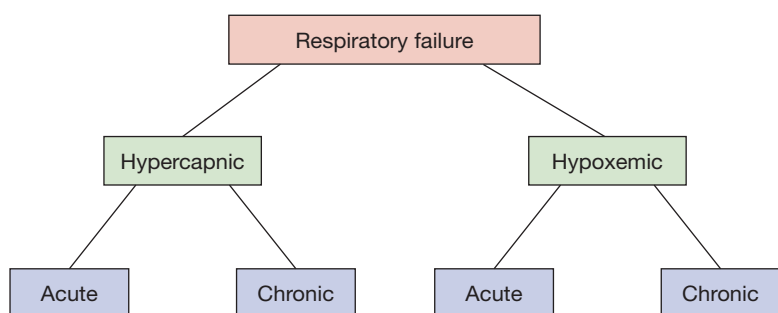 Respiratory failure
Hypercapnic
Hypoxemic
Acute
Chronic
Acute
Chronic